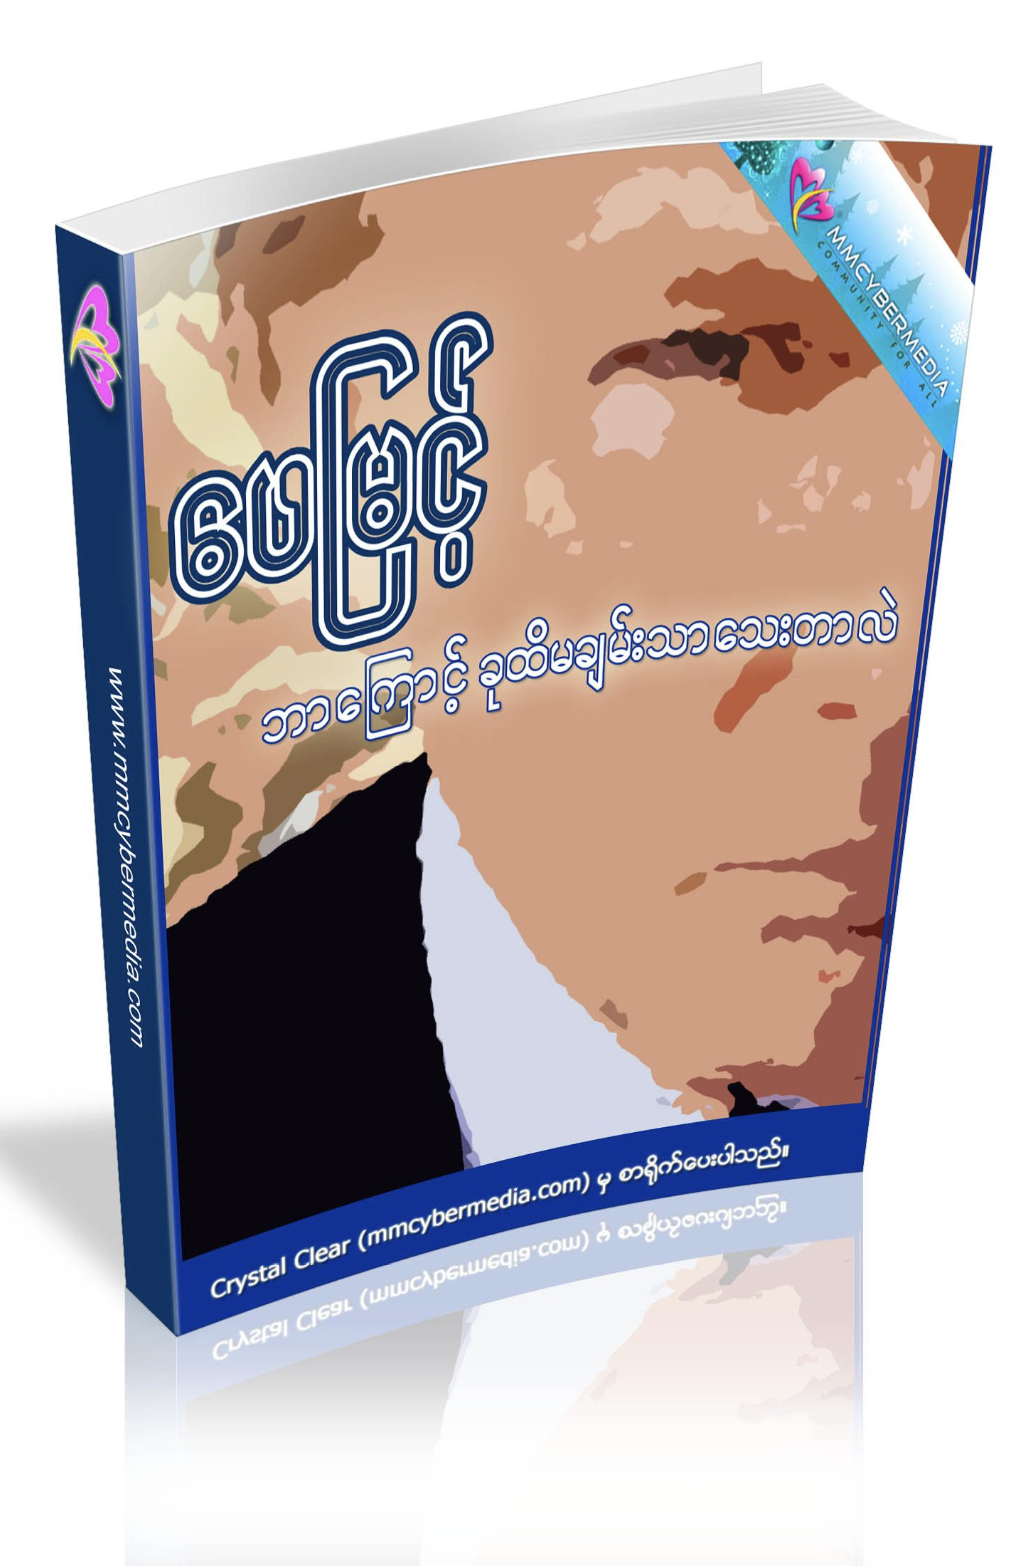 MMCYBERMEDIA
COMMUNITY FOR ALL
ဖေမြင့်
ဘာကြောင့် ခုထိမချမ်းသာသေးတာလဲ
www.mmcybermedia.com
Crystal Clear (mmcybermedia.com) မှ စာရိုက်ပေးပါသည်။